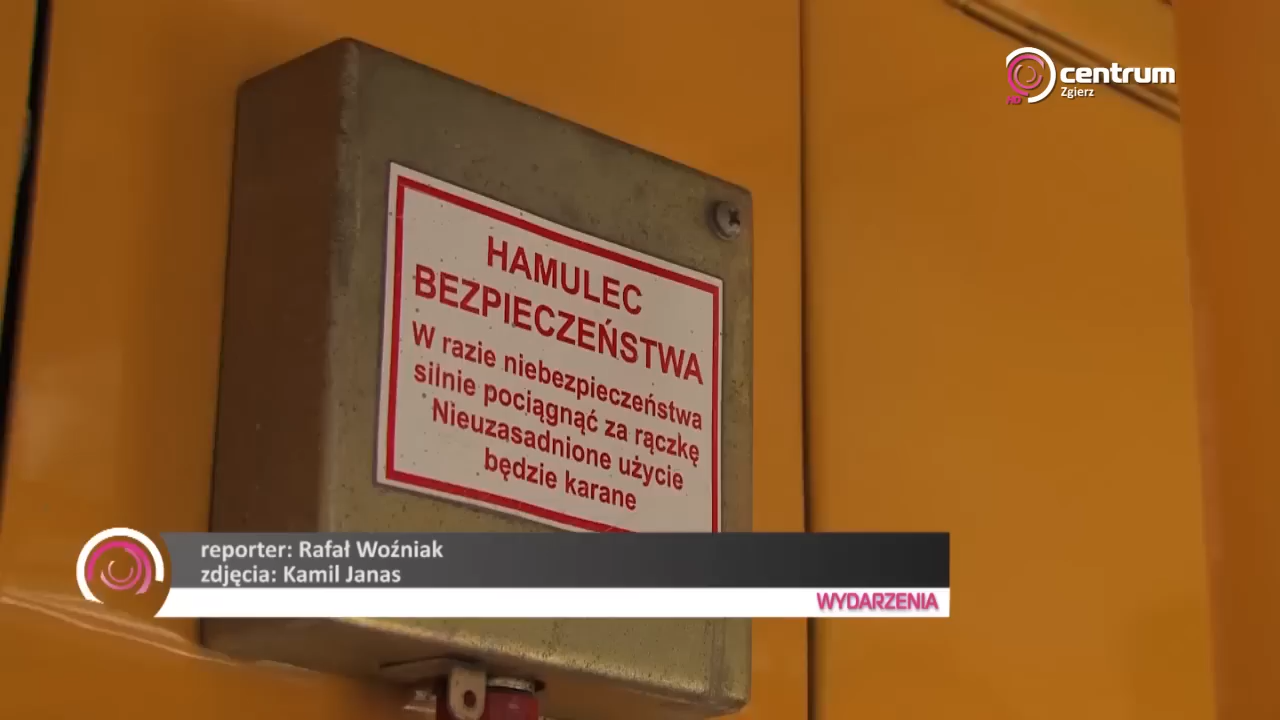 centrum
Zgierz
HD
HAMULEC
BEZPIECZEŃSTWA
W razie niebezpieczeństwa
silnie pociągnąć za rączkę
Nieuzasadnione użycie
będzie karane
reporter: Rafał Woźniak
zdjęcia: Kamil Janas
WYDARZENIA